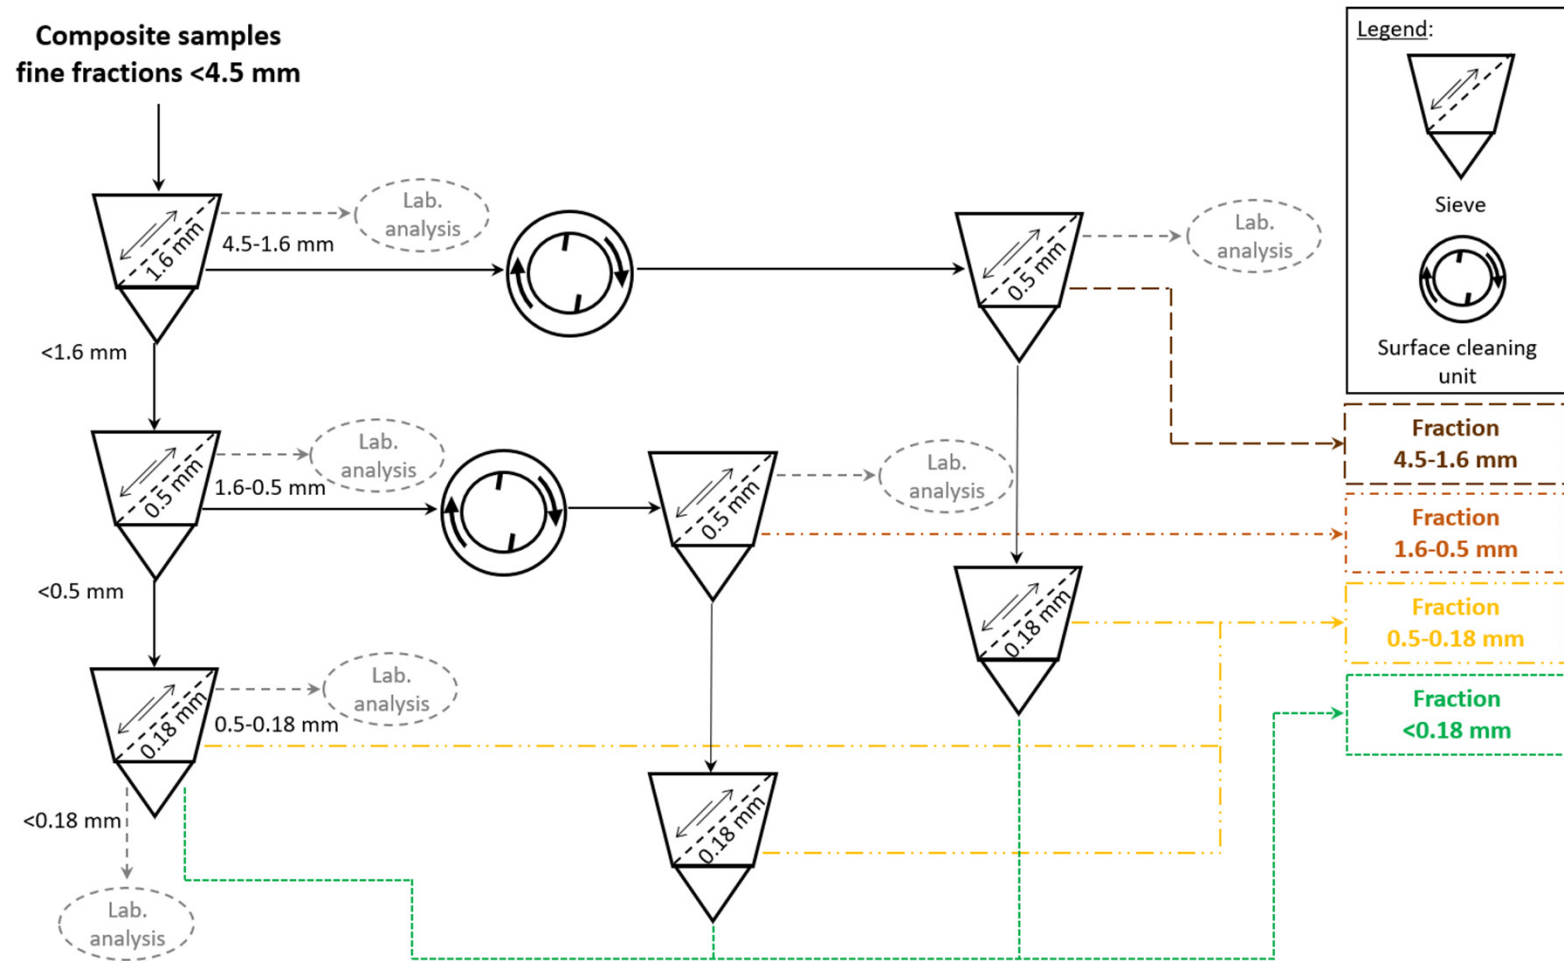 Composite samples
fine fractions <4.5 mm
Legend:
Sieve
Surface cleaning
unit
1.6 mm
4.5-1.6 mm
Lab.
analysis
0.5 mm
Lab.
analysis
<1.6 mm
0.5 mm
1.6-0.5 mm
Lab.
analysis
0.5 mm
Lab.
analysis
Fraction
4.5-1.6 mm
Fraction
1.6-0.5 mm
<0.5 mm
0.18 mm
Fraction
0.5-0.18 mm
0.18 mm
0.5-0.18 mm
Lab.
analysis
Fraction
<0.18 mm
<0.18 mm
0.18 mm
Lab.
analysis